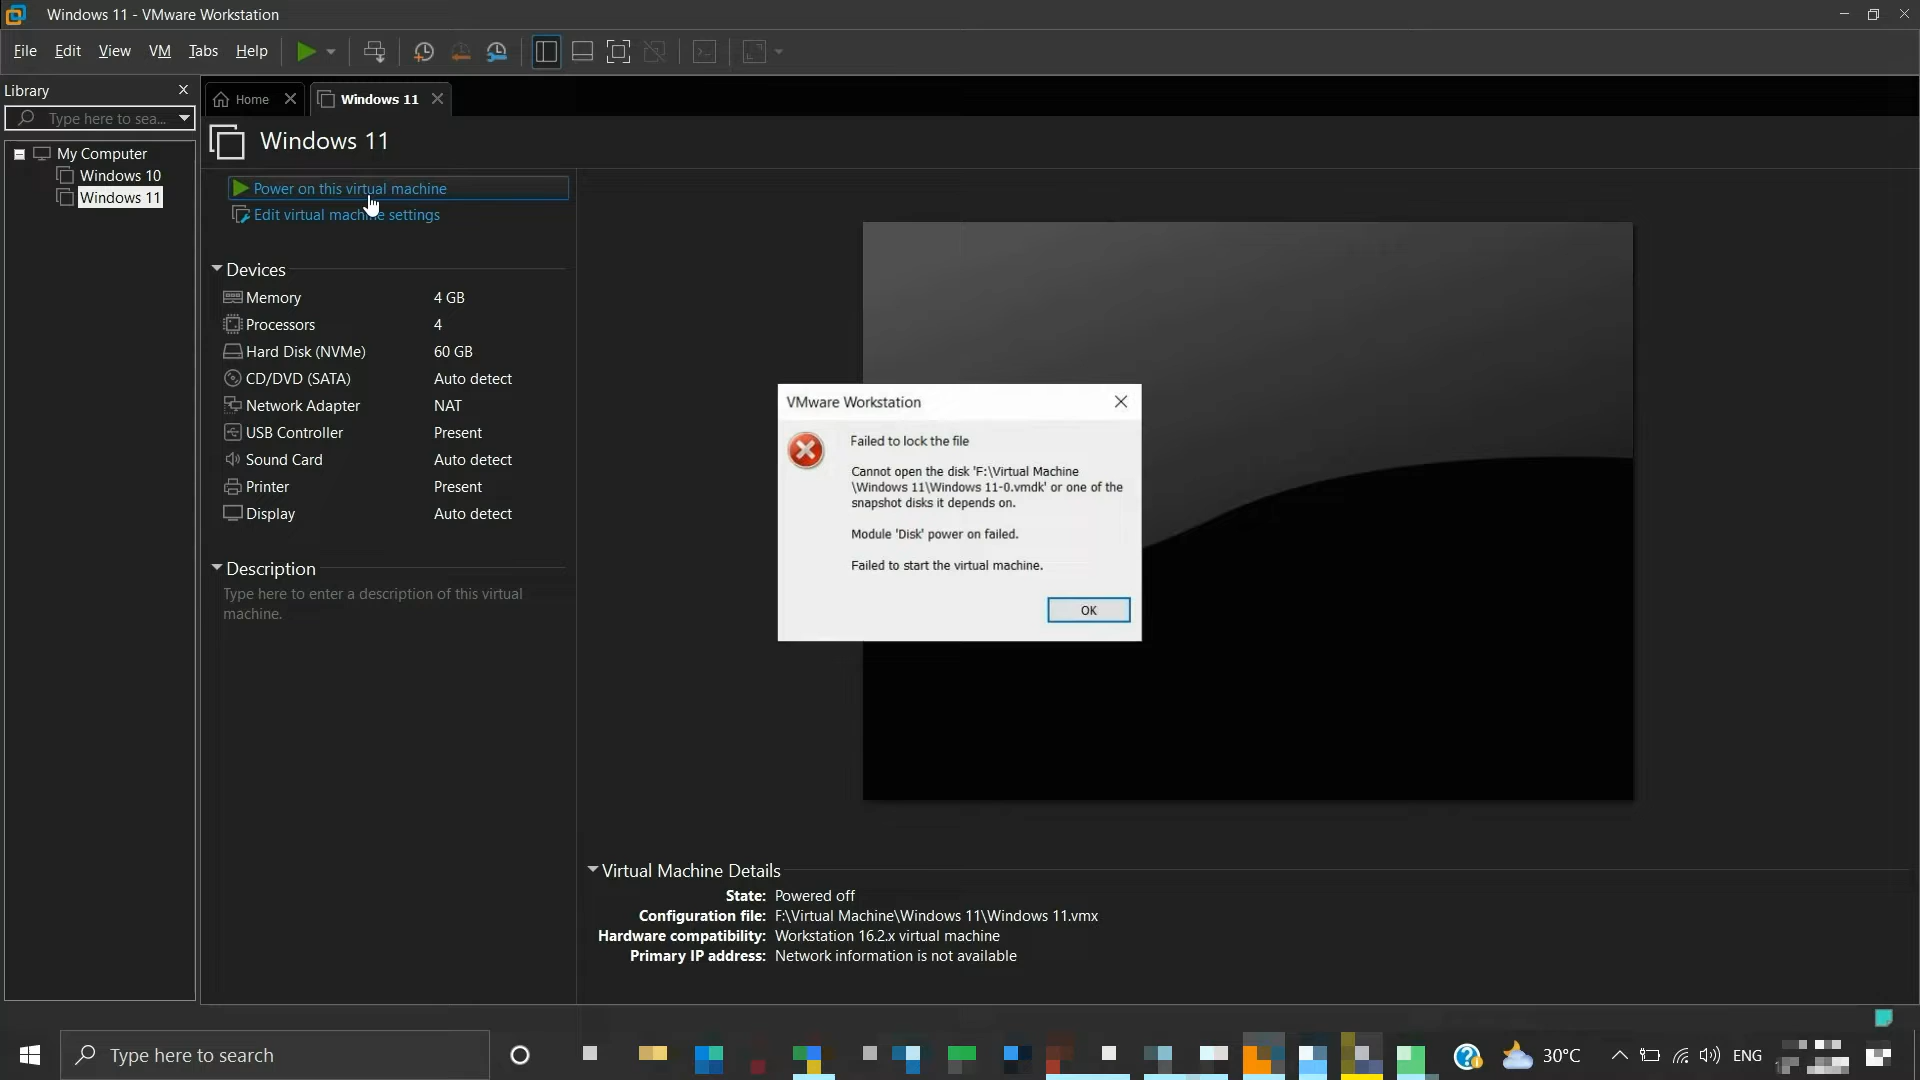 Windows 11 - VMware Workstation
File Edit View VM Tabs Help
Library
Type here to sea...
My Computer
Windows 10
Windows 11
Home
Windows 11
Windows 11
Power on this virtual machine
Edit virtual machine settings
Devices
Memory 4 GB
Processors 4
Hard Disk (NVMe) 60 GB
CD/DVD (SATA) Auto detect
Network Adapter NAT
USB Controller Present
Sound Card Auto detect
Printer Present
Display Auto detect
Description
Type here to enter a description of this virtual
machine.
VMware Workstation
Failed to lock the file
Cannot open the disk 'F:\Virtual Machine
\Windows 11\Windows 11-0.vmdk' or one of the
snapshot disks it depends on.
Module 'Disk' power on failed.
Failed to start the virtual machine.
OK
Virtual Machine Details
State: Powered off
Configuration file: F:\Virtual Machine\Windows 11\Windows 11.vmx
Hardware compatibility: Workstation 16.2.x virtual machine
Primary IP address: Network information is not available
Type here to search
30°C
ENG